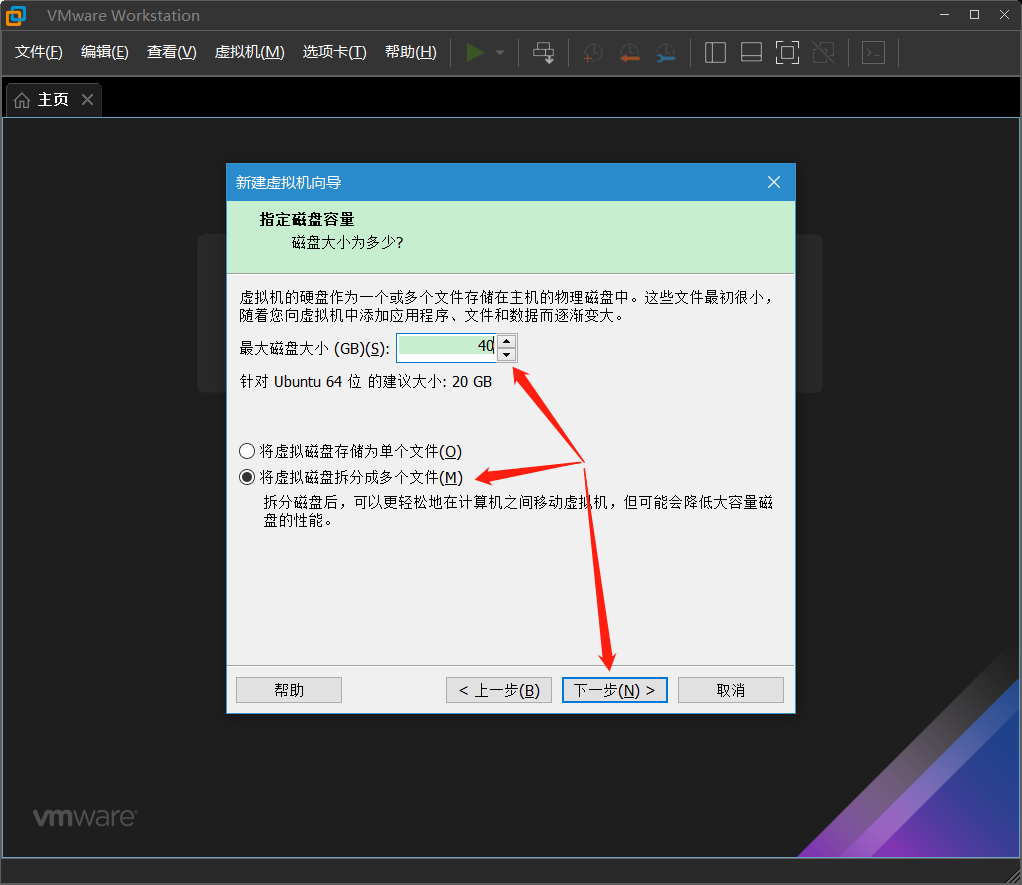 VMware Workstation
文件(F) 编辑(E) 查看(V) 虚拟机(M) 选项卡(T) 帮助(H)
主页
新建虚拟机向导
指定磁盘容量
磁盘大小为多少?
虚拟机的硬盘作为一个或多个文件存储在主机的物理磁盘中。这些文件最初很小，
随着您向虚拟机中添加应用程序、文件和数据而逐渐变大。
最大磁盘大小 (GB)(S): 40
针对 Ubuntu 64 位 的建议大小: 20 GB
将虚拟磁盘存储为单个文件(O)
将虚拟磁盘拆分成多个文件(M)
拆分磁盘后，可以更轻松地在计算机之间移动虚拟机，但可能会降低大容量磁
盘的性能。
帮助 < 上一步(B) 下一步(N) > 取消
vmware